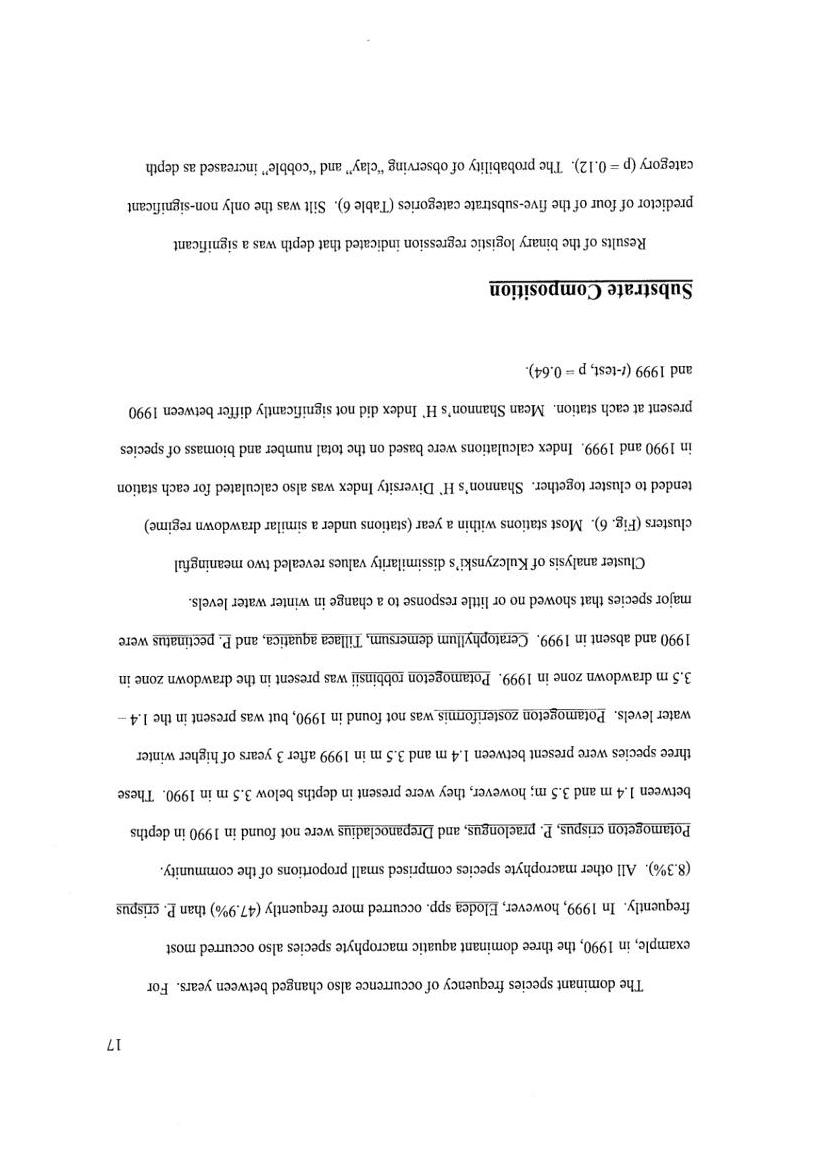 17
The dominant species frequency of occurrence also changed between years. For
example, in 1990, the three dominant aquatic macrophyte species also occurred most
frequently. In 1999, however, Elodea spp. occurred more frequently (47.9%) than P. crispus
(8.3%). All other macrophyte species comprised small proportions of the community.
Potamogeton crispus, P. praelongus, and Drepanocladius were not found in 1990 in depths
between 1.4 m and 3.5 m; however, they were present in depths below 3.5 m in 1990. These
three species were present between 1.4 m and 3.5 m in 1999 after 3 years of higher winter
water levels. Potamogeton zosteriformis was not found in 1990, but was present in the 1.4 –
3.5 m drawdown zone in 1999. Potamogeton robbinsii was present in the drawdown zone in
1990 and absent in 1999. Ceratophyllum demersum, Tillaea aquatica, and P. pectinatus were
major species that showed no or little response to a change in winter water levels.
Cluster analysis of Kulczynski's dissimilarity values revealed two meaningful
clusters (Fig. 6). Most stations within a year (stations under a similar drawdown regime)
tended to cluster together. Shannon's H' Diversity Index was also calculated for each station
in 1990 and 1999. Index calculations were based on the total number and biomass of species
present at each station. Mean Shannon's H' Index did not significantly differ between 1990
and 1999 (t-test, p = 0.64).
Substrate Composition
Results of the binary logistic regression indicated that depth was a significant
predictor of four of the five-substrate categories (Table 6). Silt was the only non-significant
category (p = 0.12). The probability of observing "clay" and "cobble" increased as depth